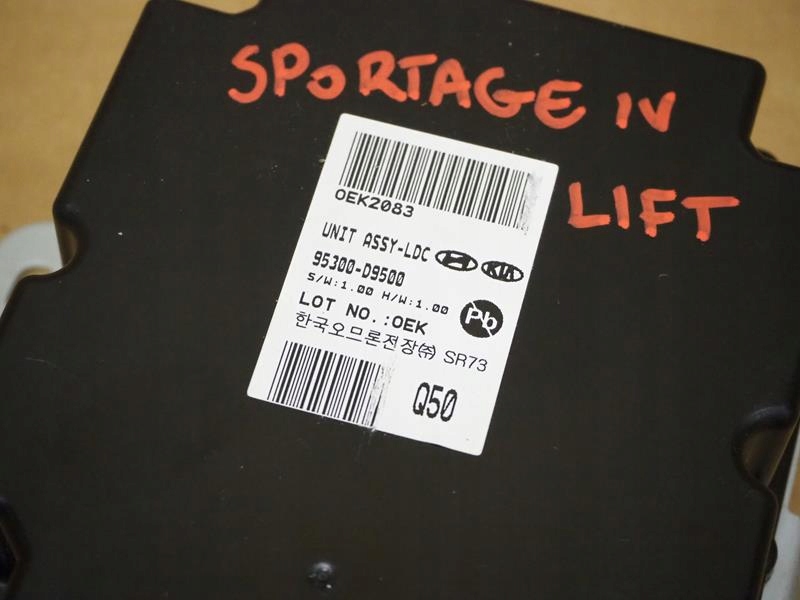 SPORTAGE IV
LIFT
OEK2083
UNIT ASSY-LDC
KIA
95300-D9500
S/W:1.00 H/W:1.00
LOT NO.:OEK
Pb
한국오므론전장㈜ SR73
Q50